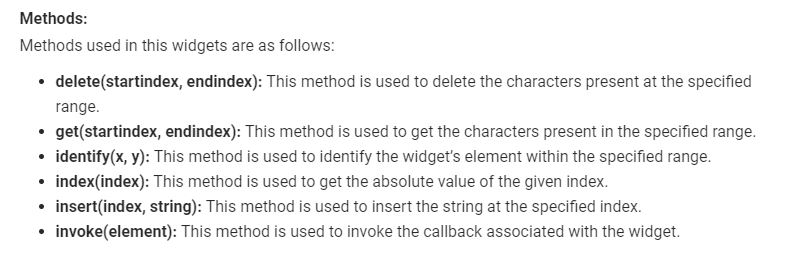 Methods:
Methods used in this widgets are as follows:
• delete(startindex, endindex): This method is used to delete the characters present at the specified
range.
• get(startindex, endindex): This method is used to get the characters present in the specified range.
• identify(x, y): This method is used to identify the widget's element within the specified range.
• index(index): This method is used to get the absolute value of the given index.
• insert(index, string): This method is used to insert the string at the specified index.
• invoke(element): This method is used to invoke the callback associated with the widget.